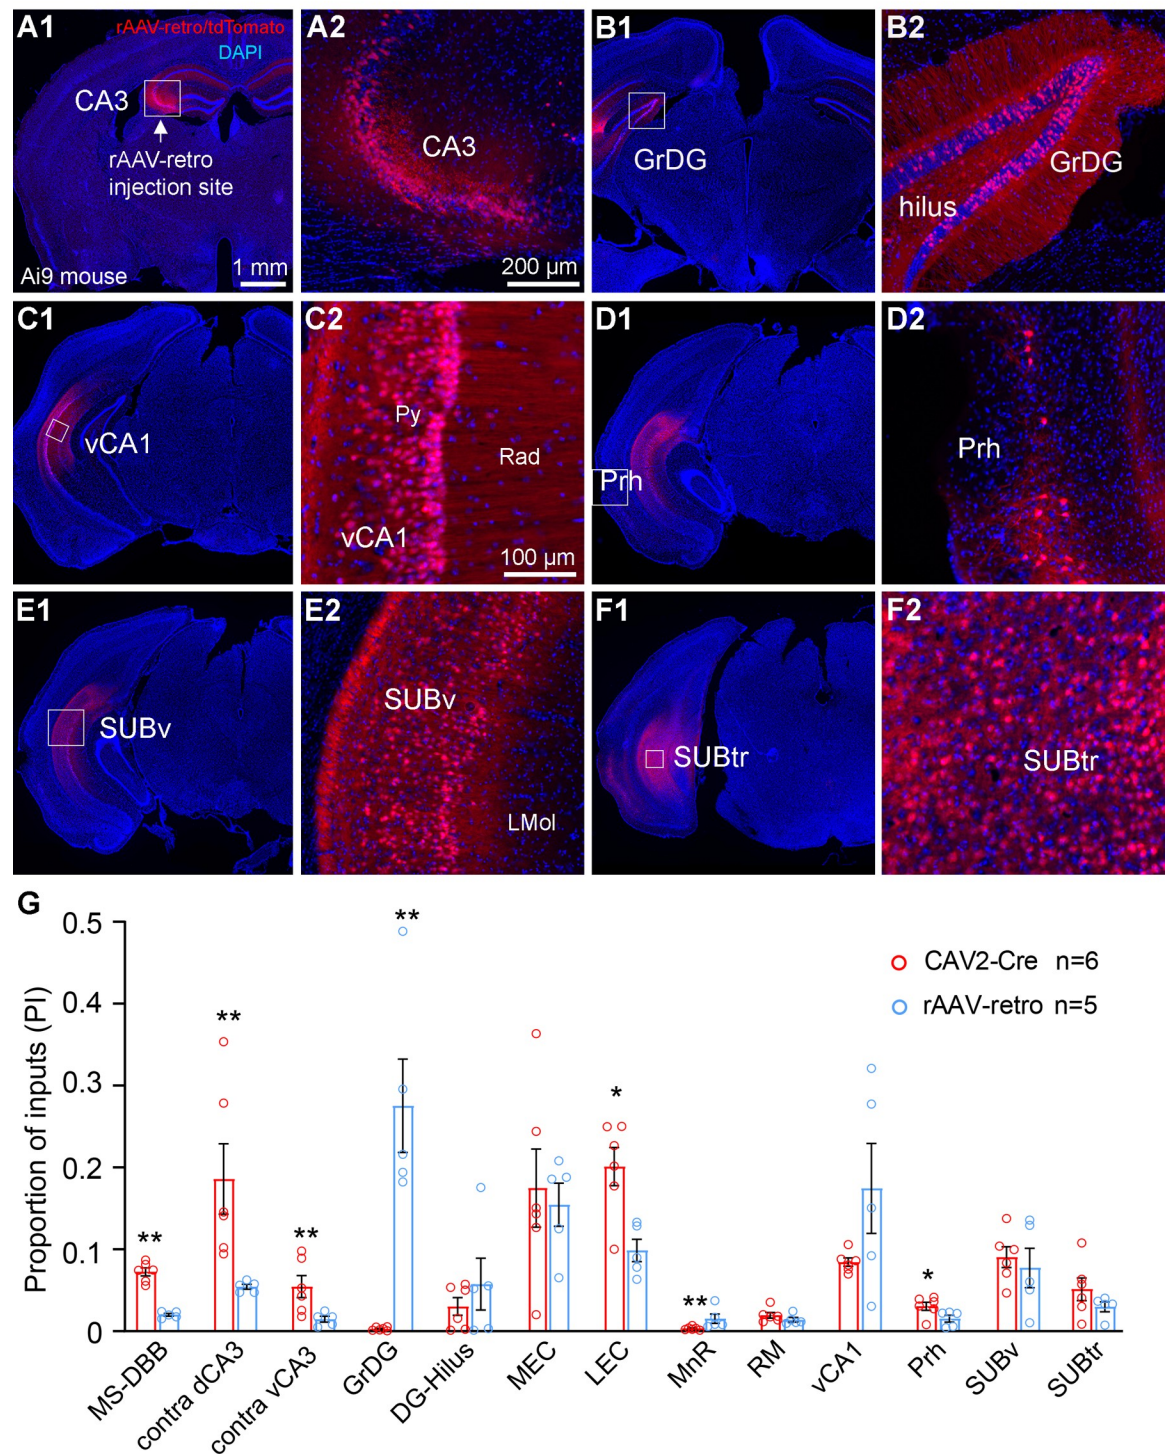 A1
rAAV-retro/tdTomato
DAPI
CA3
rAAV-retro
injection site
Ai9 mouse
1 mm
A2
CA3
200 µm
B1
GrDG
B2
GrDG
hilus
C1
vCA1
C2
Py
Rad
vCA1
100 µm
D1
Prh
D2
Prh
E1
SUBv
E2
SUBv
LMol
F1
SUBtr
F2
SUBtr
G
Proportion of inputs (PI)
0.5
0.4
0.3
0.2
0.1
0
CAV2-Cre n=6
rAAV-retro n=5
**
**
**
**
*
**
*
MS-DBB
contra dCA3
contra vCA3
GrDG
DG-Hilus
MEC
LEC
MnR
RM
vCA1
Prh
SUBv
SUBtr